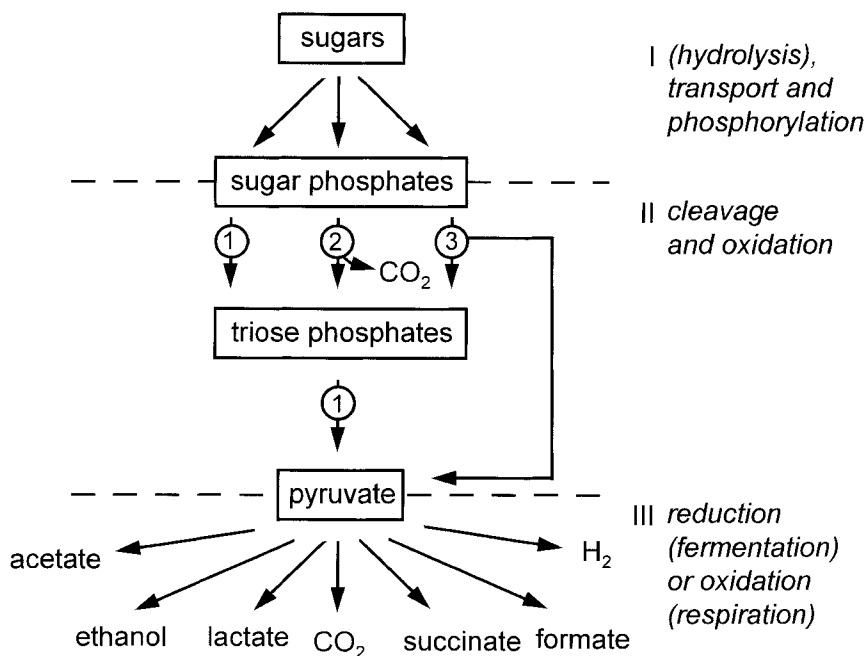 sugars
I (hydrolysis),
transport and
phosphorylation
sugar phosphates
II cleavage
and oxidation
1 2 3
CO₂
triose phosphates
1
pyruvate
III reduction
(fermentation)
or oxidation
(respiration)
acetate
H₂
ethanol lactate CO₂ succinate formate